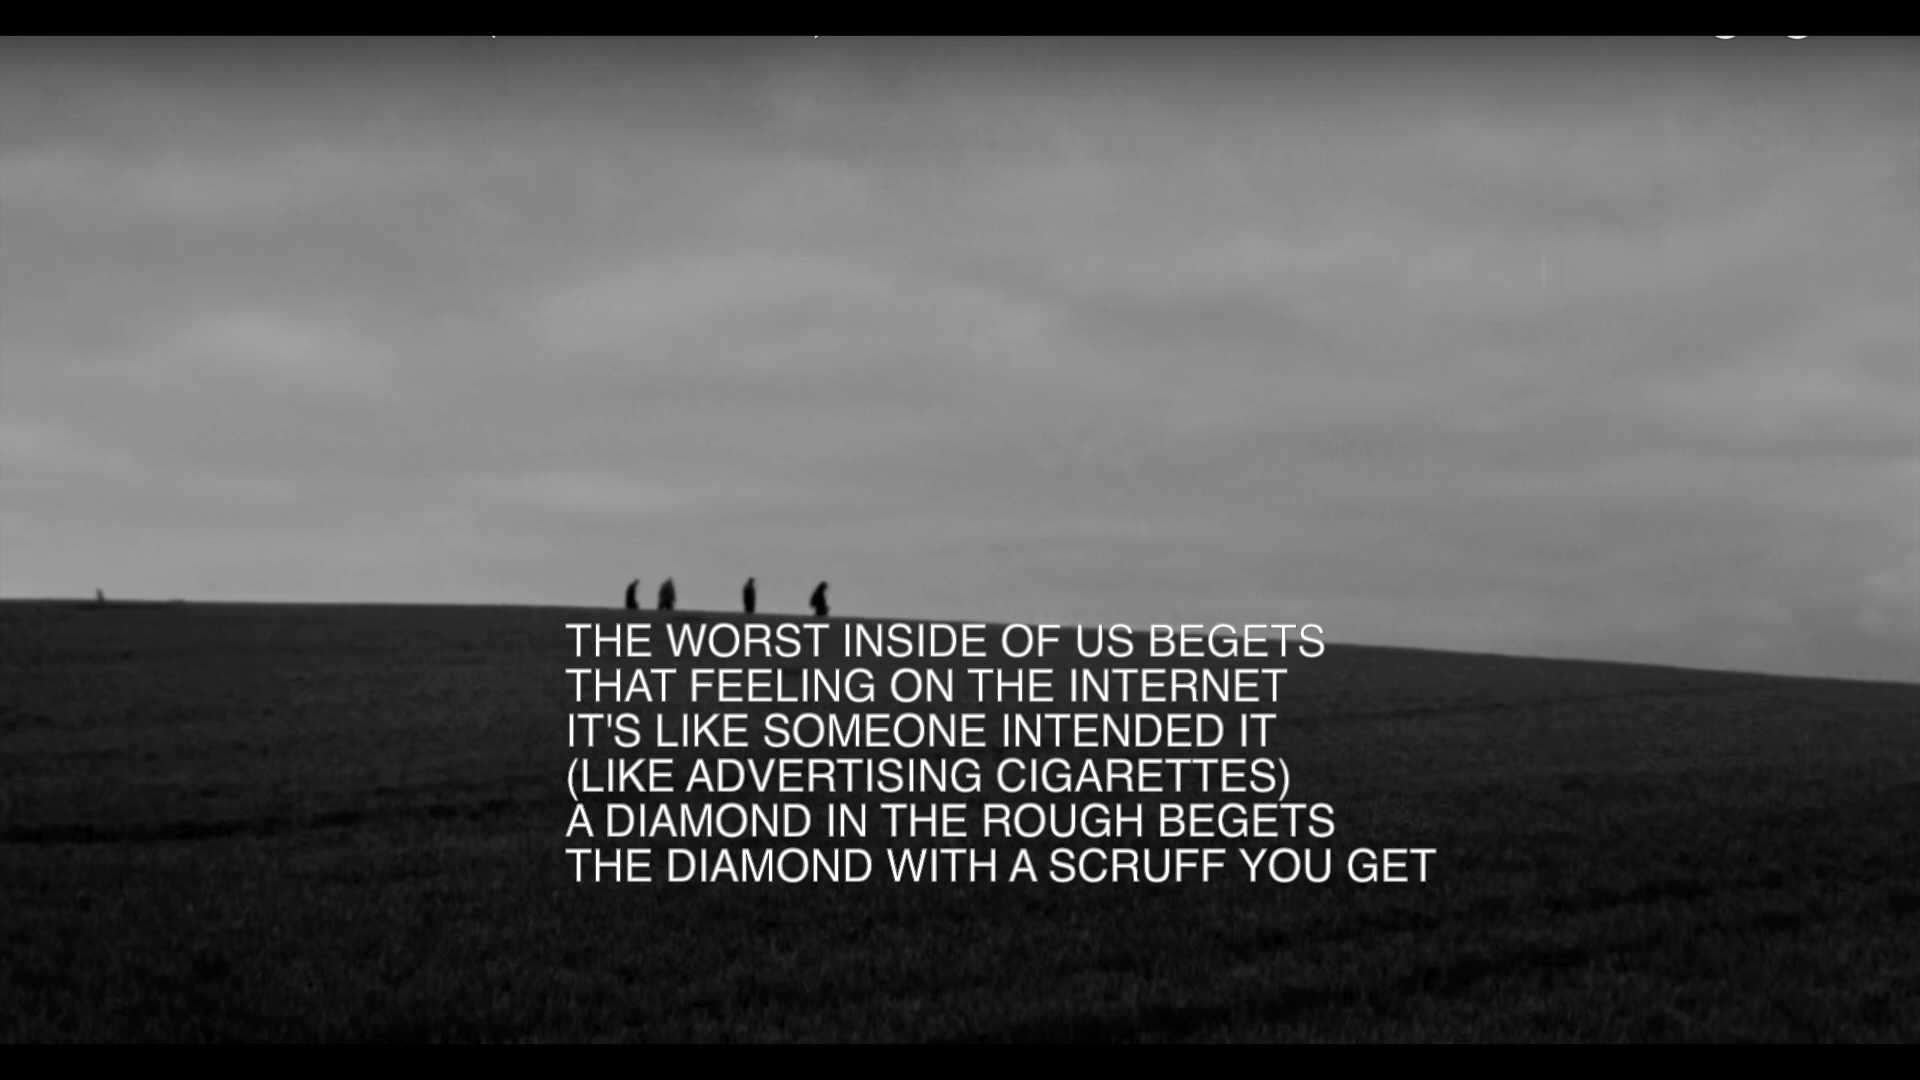 THE WORST INSIDE OF US BEGETS
THAT FEELING ON THE INTERNET
IT'S LIKE SOMEONE INTENDED IT
(LIKE ADVERTISING CIGARETTES)
A DIAMOND IN THE ROUGH BEGETS
THE DIAMOND WITH A SCRUFF YOU GET